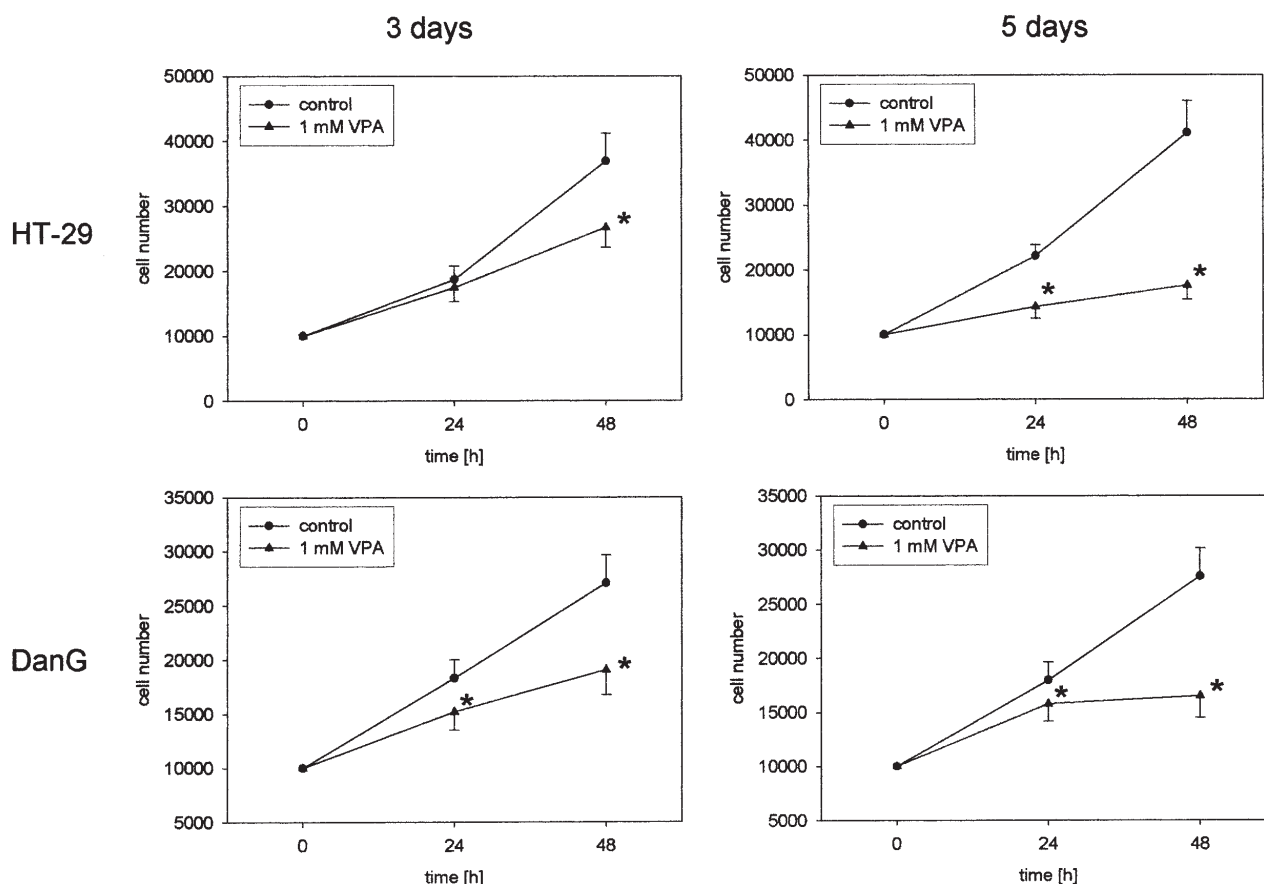 3 days
5 days
HT-29
50000
40000
30000
20000
10000
0
cell number
control
1 mM VPA
*
0
24
48
time [h]
50000
40000
30000
20000
10000
0
cell number
control
1 mM VPA
*
*
0
24
48
time [h]
DanG
35000
30000
25000
20000
15000
10000
5000
cell number
control
1 mM VPA
*
*
0
24
48
time [h]
35000
30000
25000
20000
15000
10000
5000
cell number
control
1 mM VPA
*
*
0
24
48
time [h]